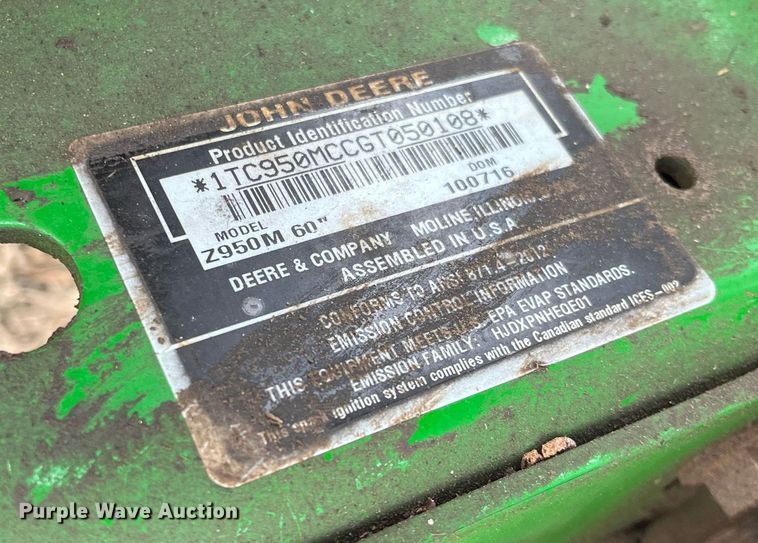 JOHN DEERE
Product Identification Number
*1TC950MCCGT050108*
MODEL DOM
Z950M 60" 100716
DEERE & COMPANY MOLINE ILLINOIS
ASSEMBLED IN U.S.A
CONFORMS TO ANSI B71.4-2012
EMISSION CONTROL INFORMATION
THIS EQUIPMENT MEETS EPA EVAP STANDARDS.
EMISSION FAMILY: HJDXPNHEQE01
This ignition system complies with the Canadian standard ICES-002
Purple Wave Auction